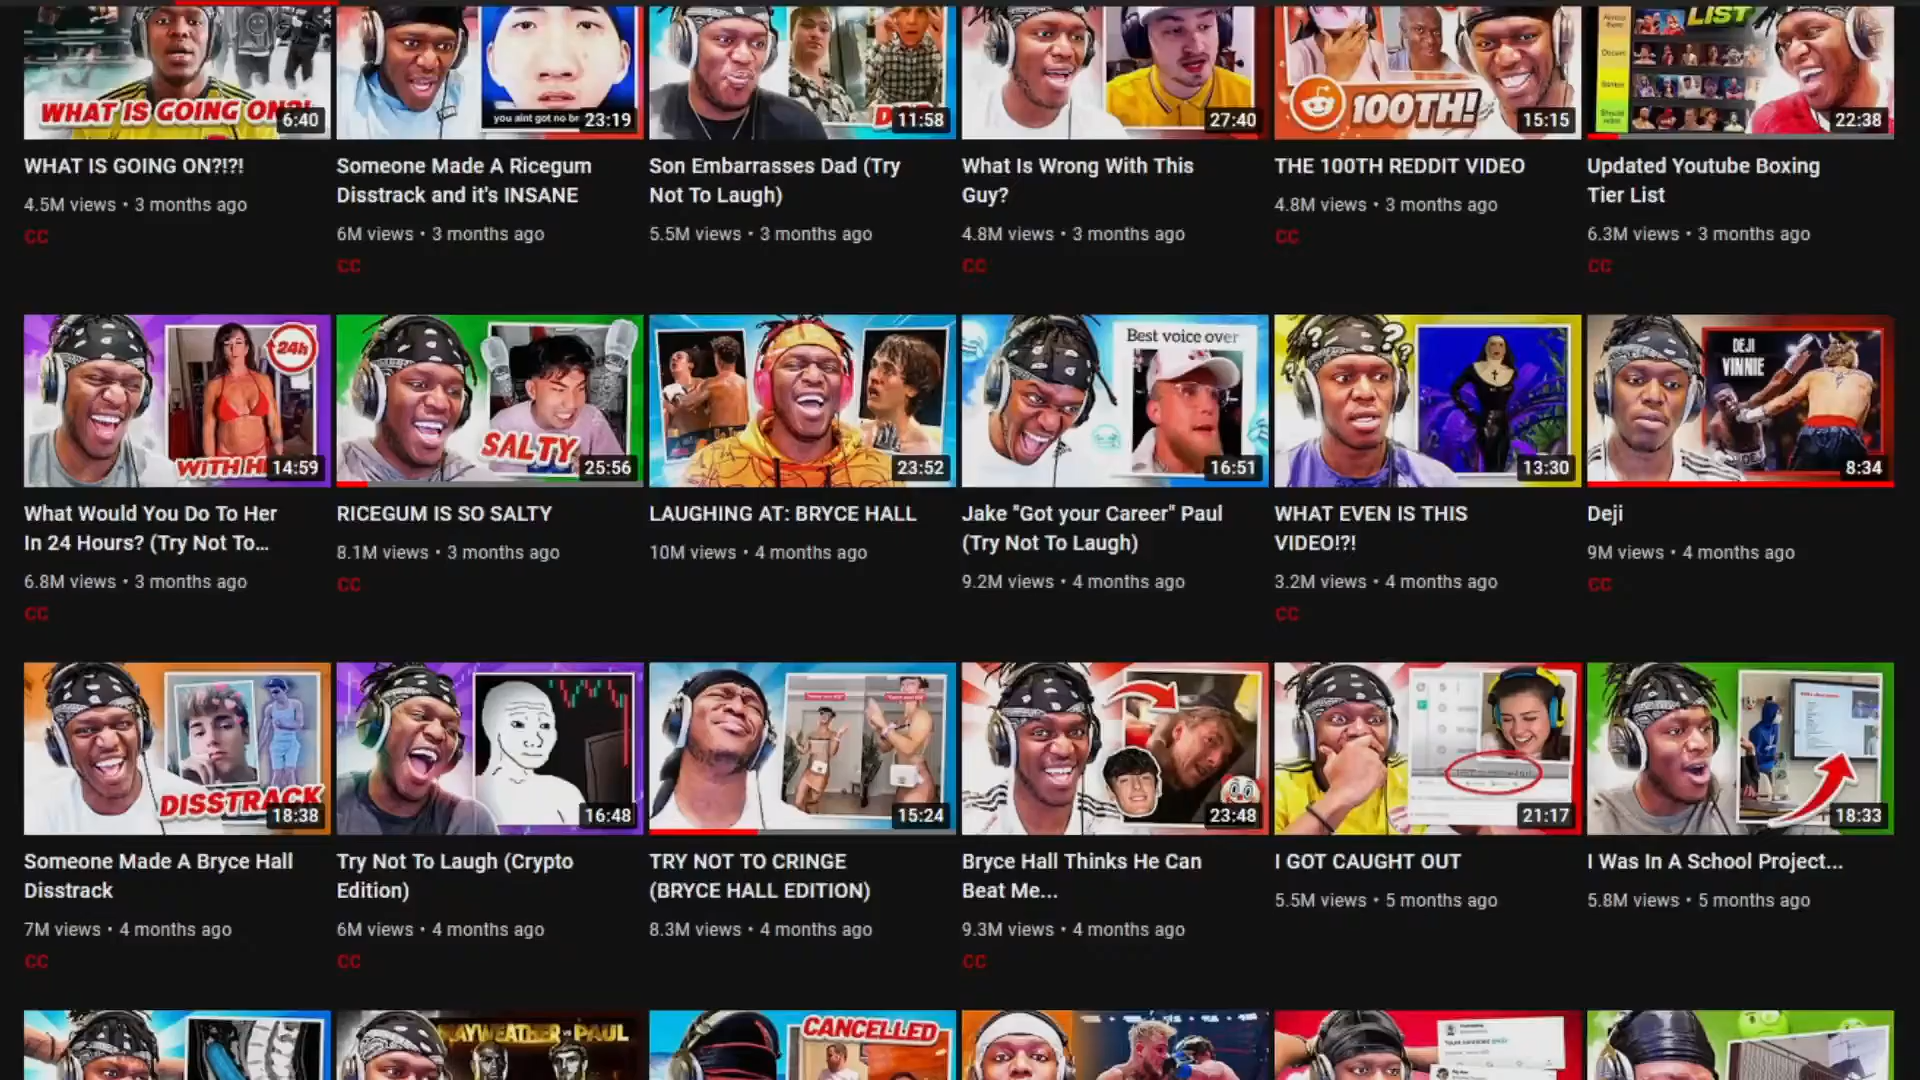 WHAT IS GOING ON?!
6:40
you aint got no br
23:19
11:58
27:40
100TH!
15:15
LIST
22:38
WHAT IS GOING ON?!?!
Someone Made A Ricegum
Disstrack and it's INSANE
Son Embarrasses Dad (Try
Not To Laugh)
What Is Wrong With This
Guy?
THE 100TH REDDIT VIDEO
Updated Youtube Boxing
Tier List
4.5M views • 3 months ago
6M views • 3 months ago
5.5M views • 3 months ago
4.8M views • 3 months ago
4.8M views • 3 months ago
6.3M views • 3 months ago
CC
CC
CC
CC
CC
24h
WITH H
14:59
SALTY
25:56
23:52
Best voice over
16:51
13:30
DEJI
VINNIE
8:34
What Would You Do To Her
In 24 Hours? (Try Not To...
RICEGUM IS SO SALTY
LAUGHING AT: BRYCE HALL
Jake "Got your Career" Paul
(Try Not To Laugh)
WHAT EVEN IS THIS
VIDEO!?!
Deji
6.8M views • 3 months ago
8.1M views • 3 months ago
10M views • 4 months ago
9.2M views • 4 months ago
3.2M views • 4 months ago
9M views • 4 months ago
CC
CC
CC
CC
DISSTRACK
18:38
16:48
15:24
23:48
21:17
18:33
Someone Made A Bryce Hall
Disstrack
Try Not To Laugh (Crypto
Edition)
TRY NOT TO CRINGE
(BRYCE HALL EDITION)
Bryce Hall Thinks He Can
Beat Me...
I GOT CAUGHT OUT
I Was In A School Project...
7M views • 4 months ago
6M views • 4 months ago
8.3M views • 4 months ago
9.3M views • 4 months ago
5.5M views • 5 months ago
5.8M views • 5 months ago
CC
CC
CC
MAYWEATHER VS PAUL
CANCELLED